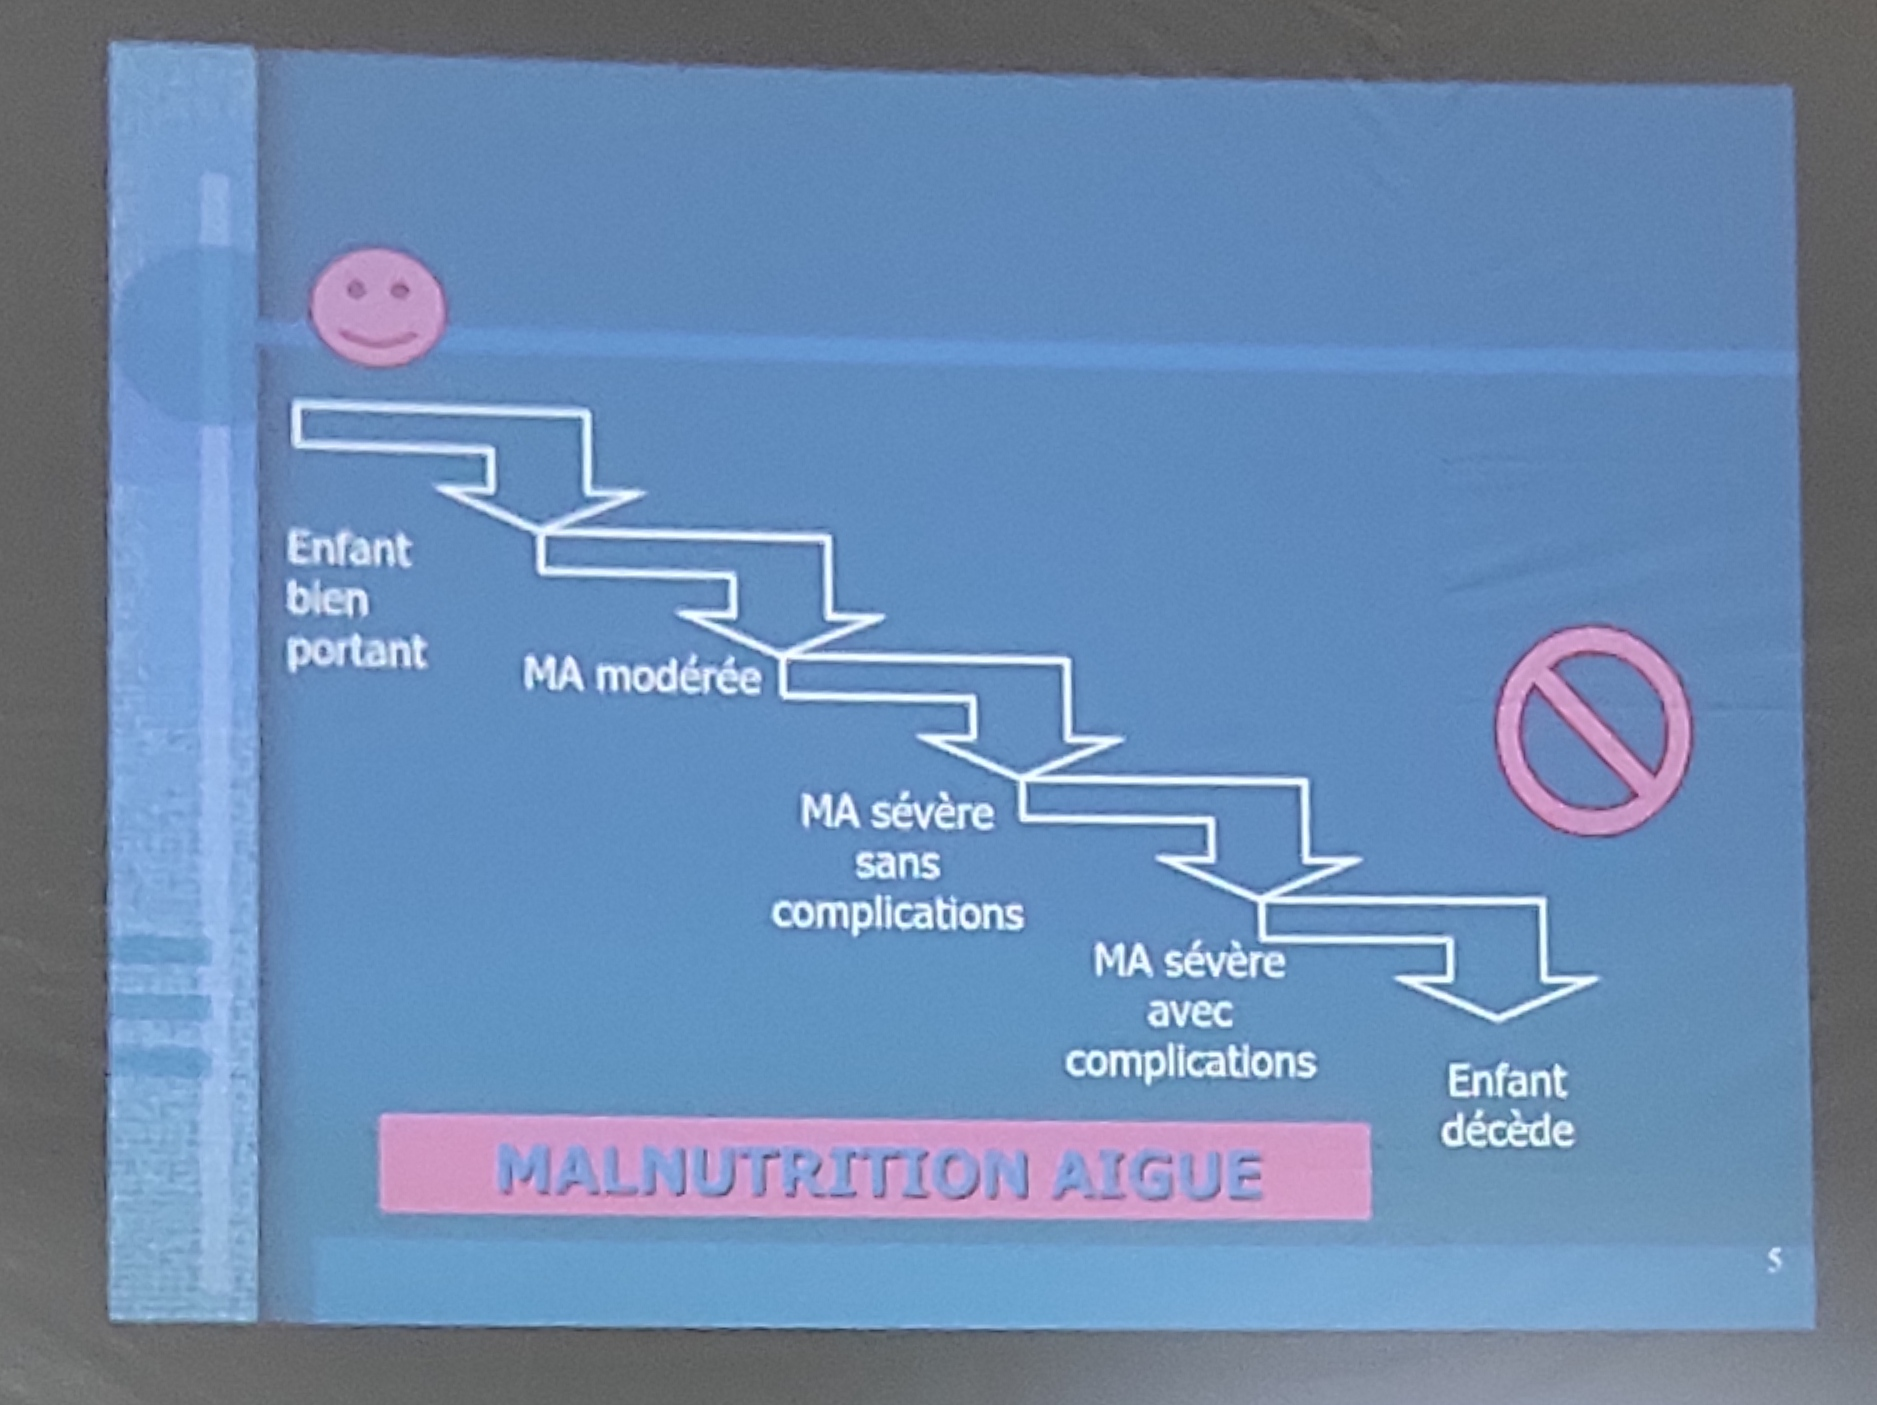 Enfant
bien
portant
MA modérée
MA sévère
sans
complications
MA sévère
avec
complications
Enfant
décède
MALNUTRITION AIGUE
5